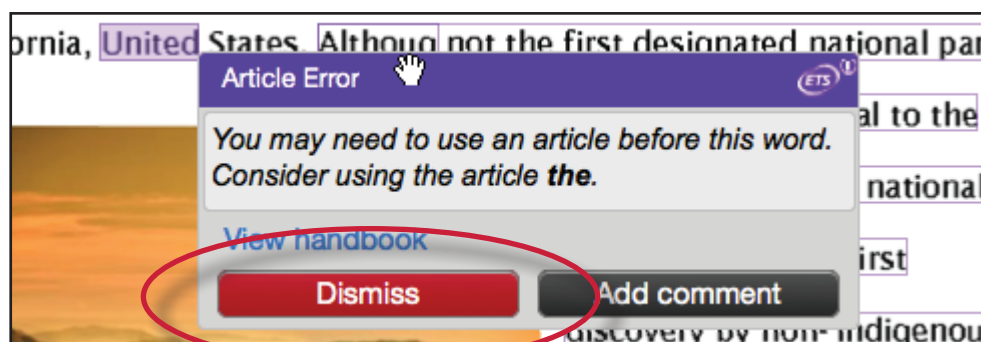 ornia, United States. Althoug not the first designated national par
Article Error
ETS
al to the
You may need to use an article before this word.
Consider using the article the.
national
View handbook
irst
Dismiss
Add comment
discovery by non- indigenou